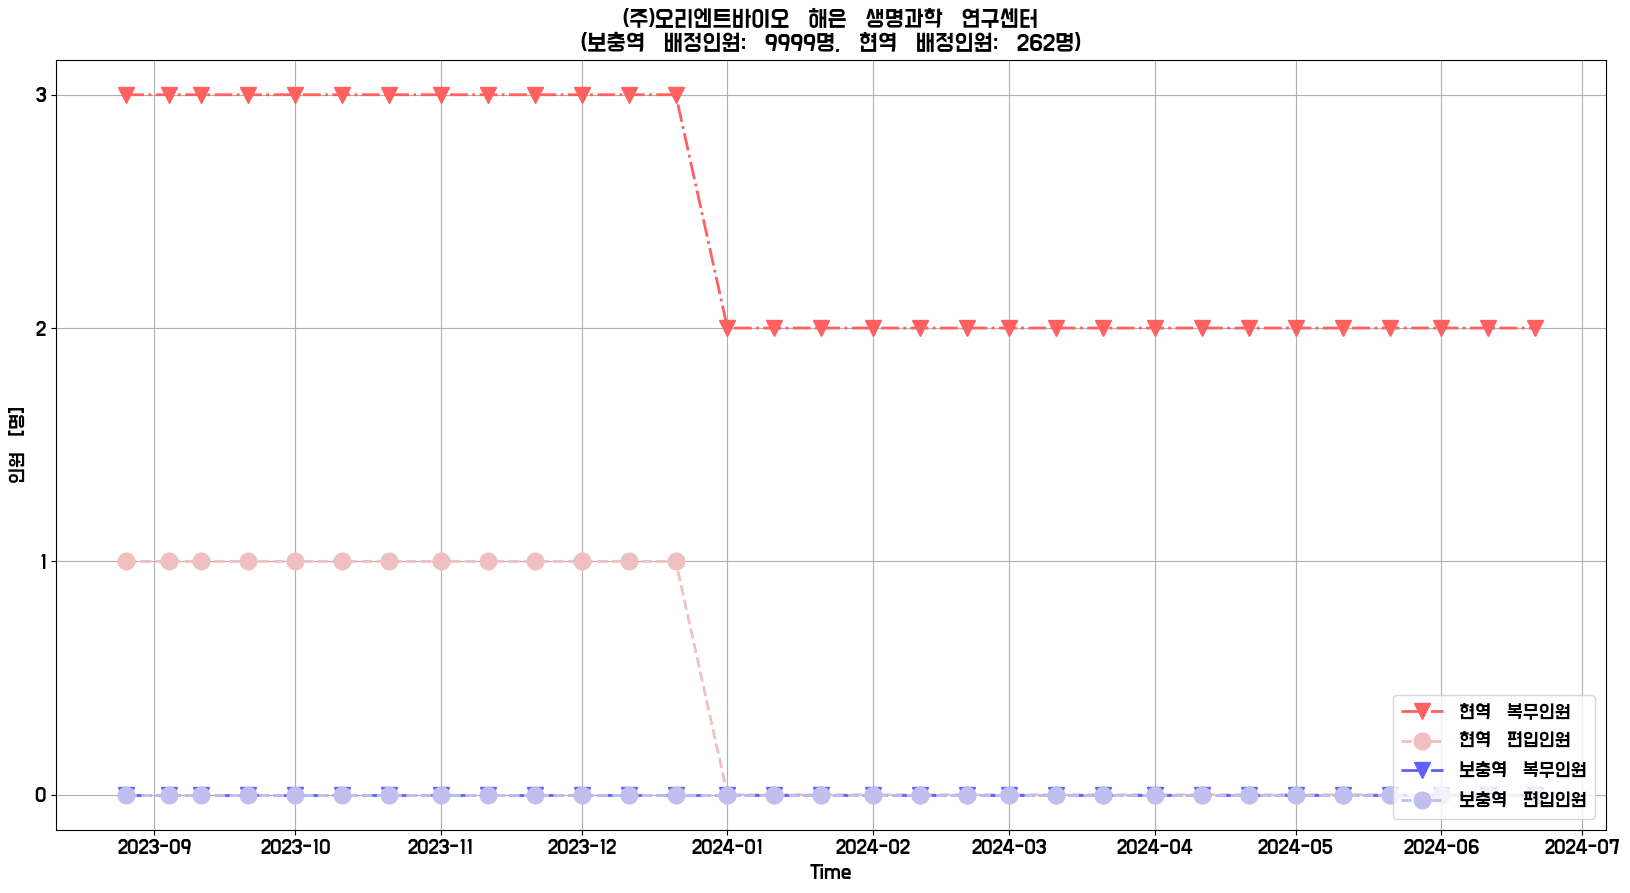 (주)오리엔트바이오 해은 생명과학 연구센터
(보충역 배정인원: 9999명, 현역 배정인원: 262명)
3
2
1
0
인원 [명]
2023-09 2023-10 2023-11 2023-12 2024-01 2024-02 2024-03 2024-04 2024-05 2024-06 2024-07
Time
현역 복무인원
현역 편입인원
보충역 복무인원
보충역 편입인원